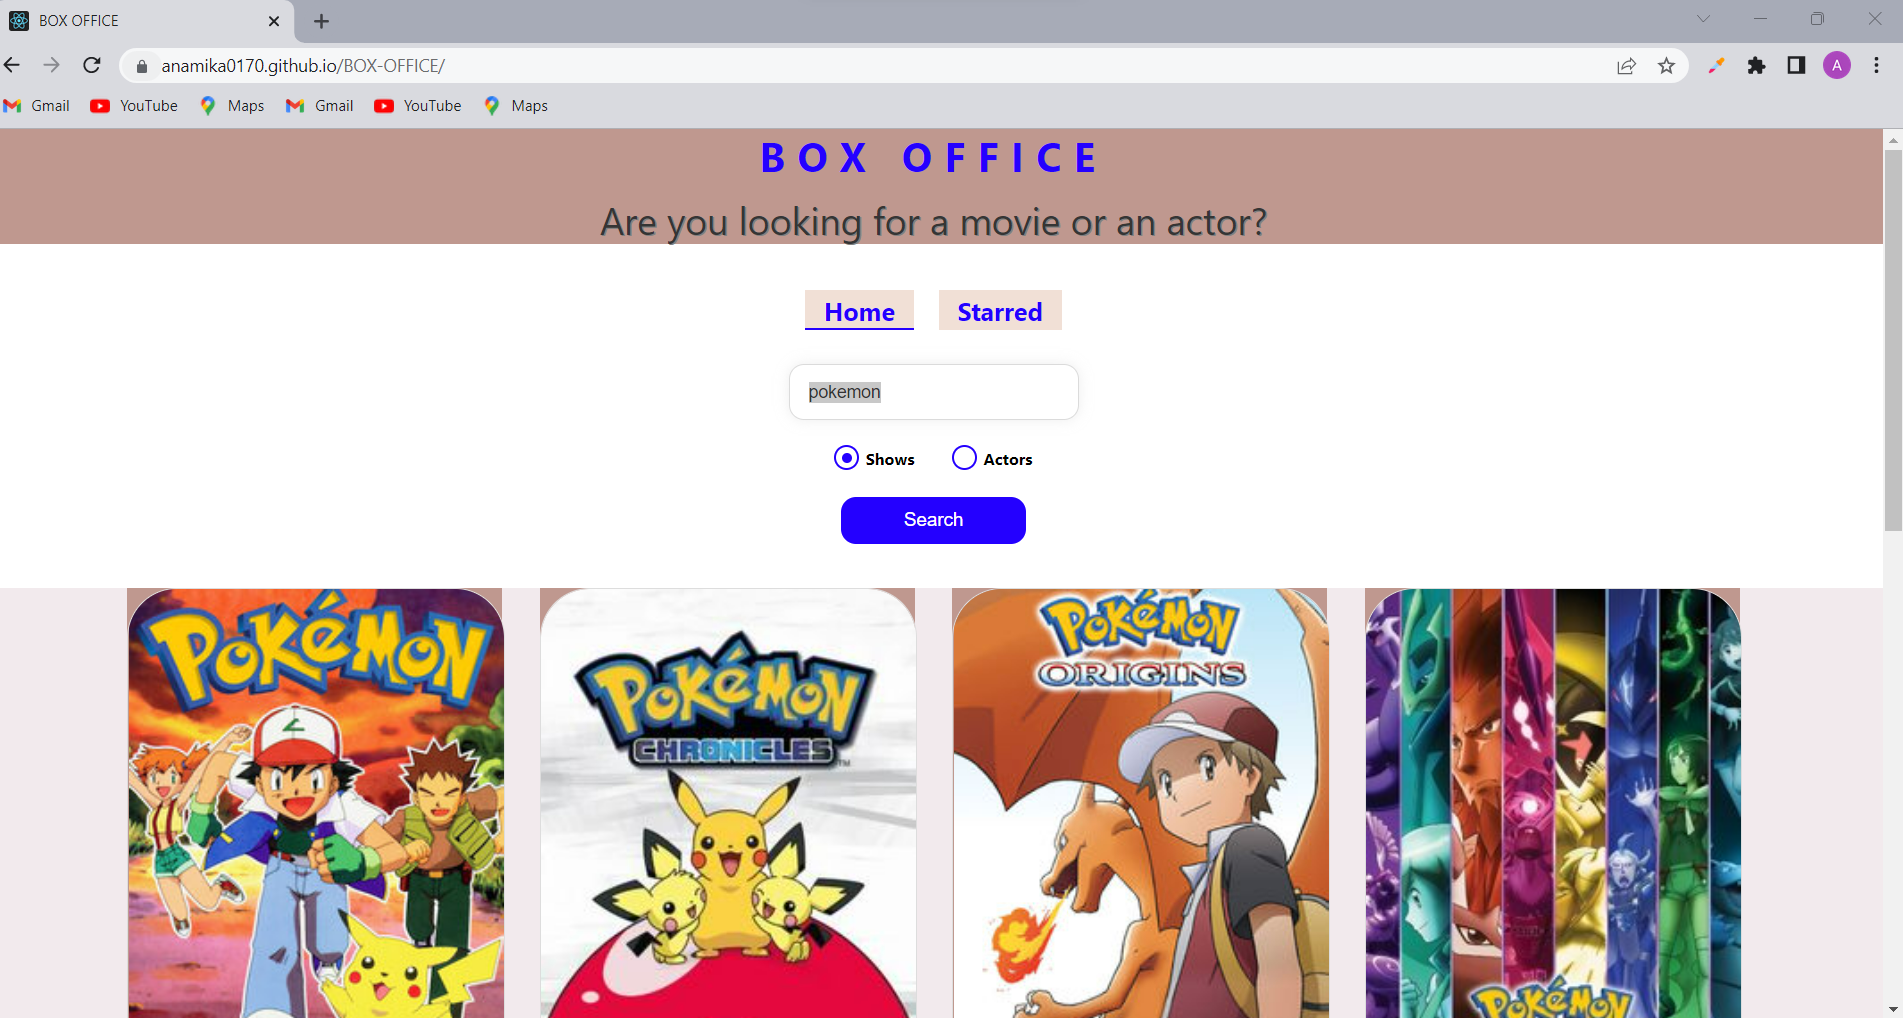 BOX OFFICE
anamika0170.github.io/BOX-OFFICE/
A
Gmail YouTube Maps Gmail YouTube Maps
BOX OFFICE
Are you looking for a movie or an actor?
Home Starred
pokemon
Shows Actors
Search
POKéMON
POKéMON
CHRONICLES™
POKéMON
ORIGINS
POKéMON